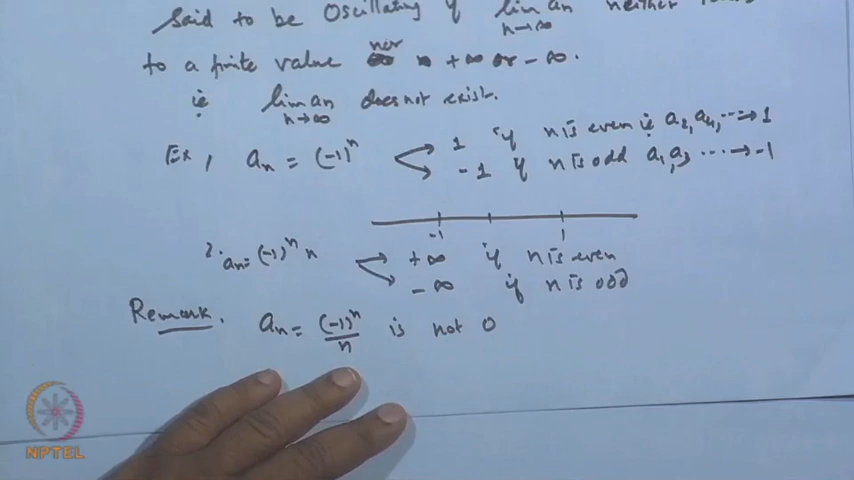 Said to be Oscillating if lim an neither
n→∞
to a finite value nor +∞ or -∞.
ie lim an does not exist.
n→∞
Ex 1 an = (-1)^n 1 if n is even ie a2, a4, ... → 1
-1 if n is odd a1, a3 ... → -1
-1 1
2. an = (-1)^n n +∞ if n is even
-∞ if n is odd
Remark. an = (-1)^n/n is not 0
NPTEL